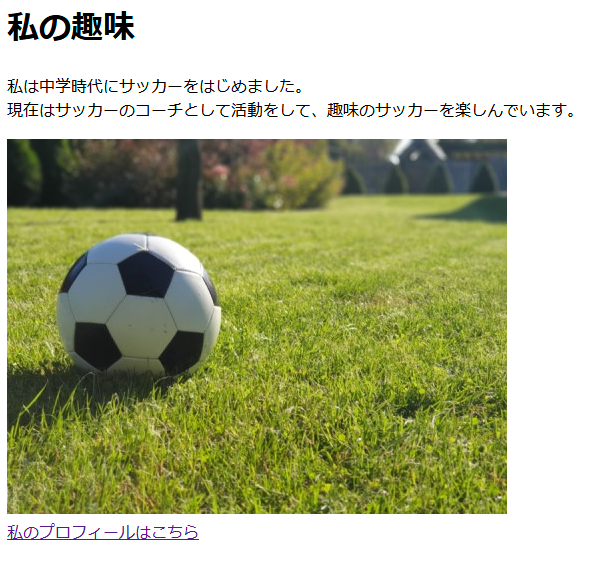 私の趣味
私は中学時代にサッカーをはじめました。
現在はサッカーのコーチとして活動をして、趣味のサッカーを楽しんでいます。
私のプロフィールはこちら